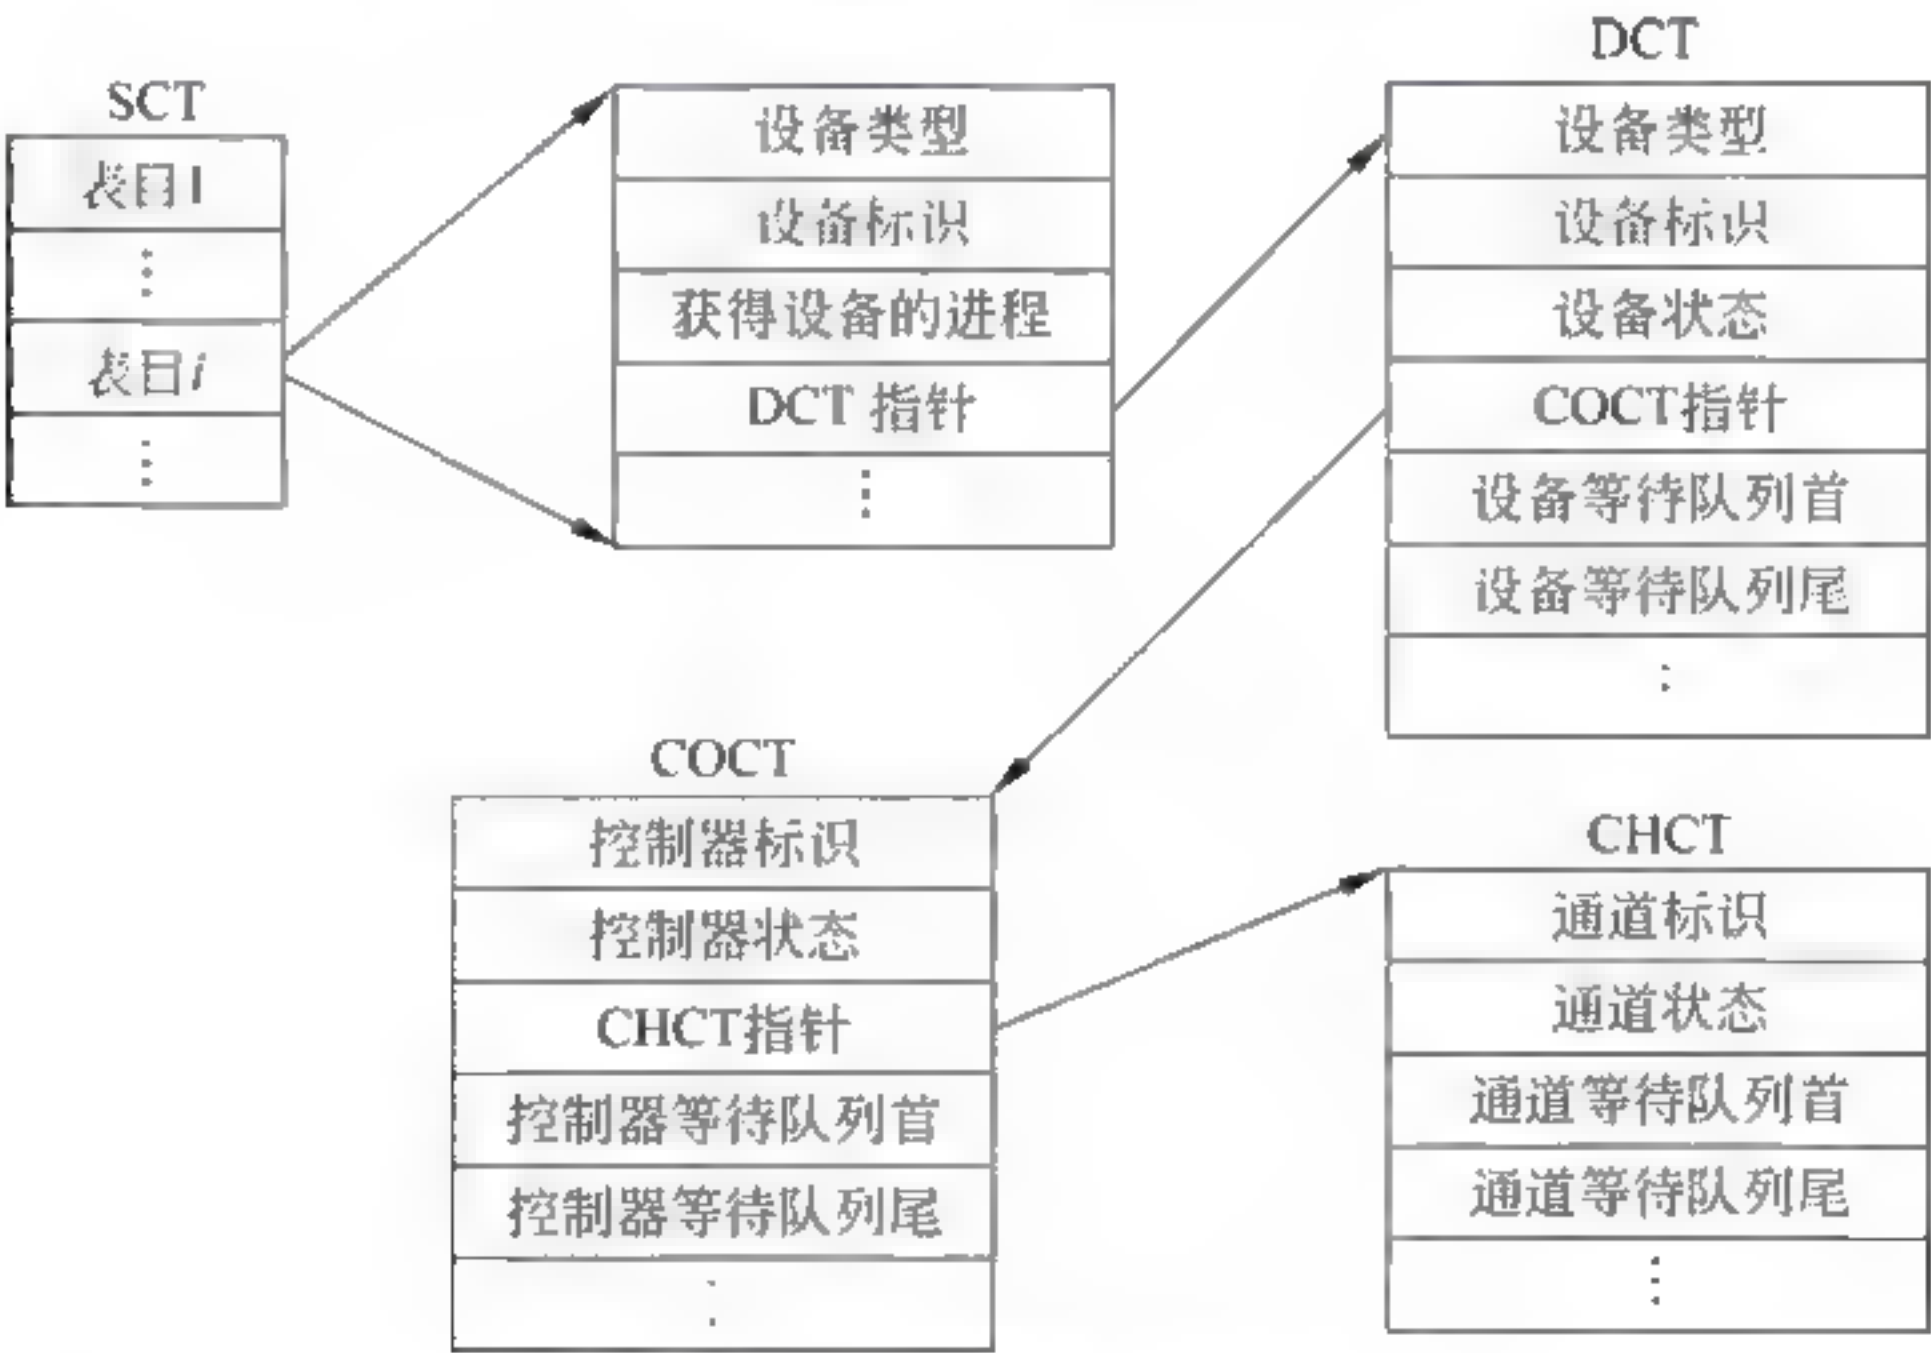 SCT
表目1
⋮
表目i
⋮
设备类型
设备标识
获得设备的进程
DCT 指针
⋮
DCT
设备类型
设备标识
设备状态
COCT指针
设备等待队列首
设备等待队列尾
⋮
COCT
控制器标识
控制器状态
CHCT指针
控制器等待队列首
控制器等待队列尾
⋮
CHCT
通道标识
通道状态
通道等待队列首
通道等待队列尾
⋮